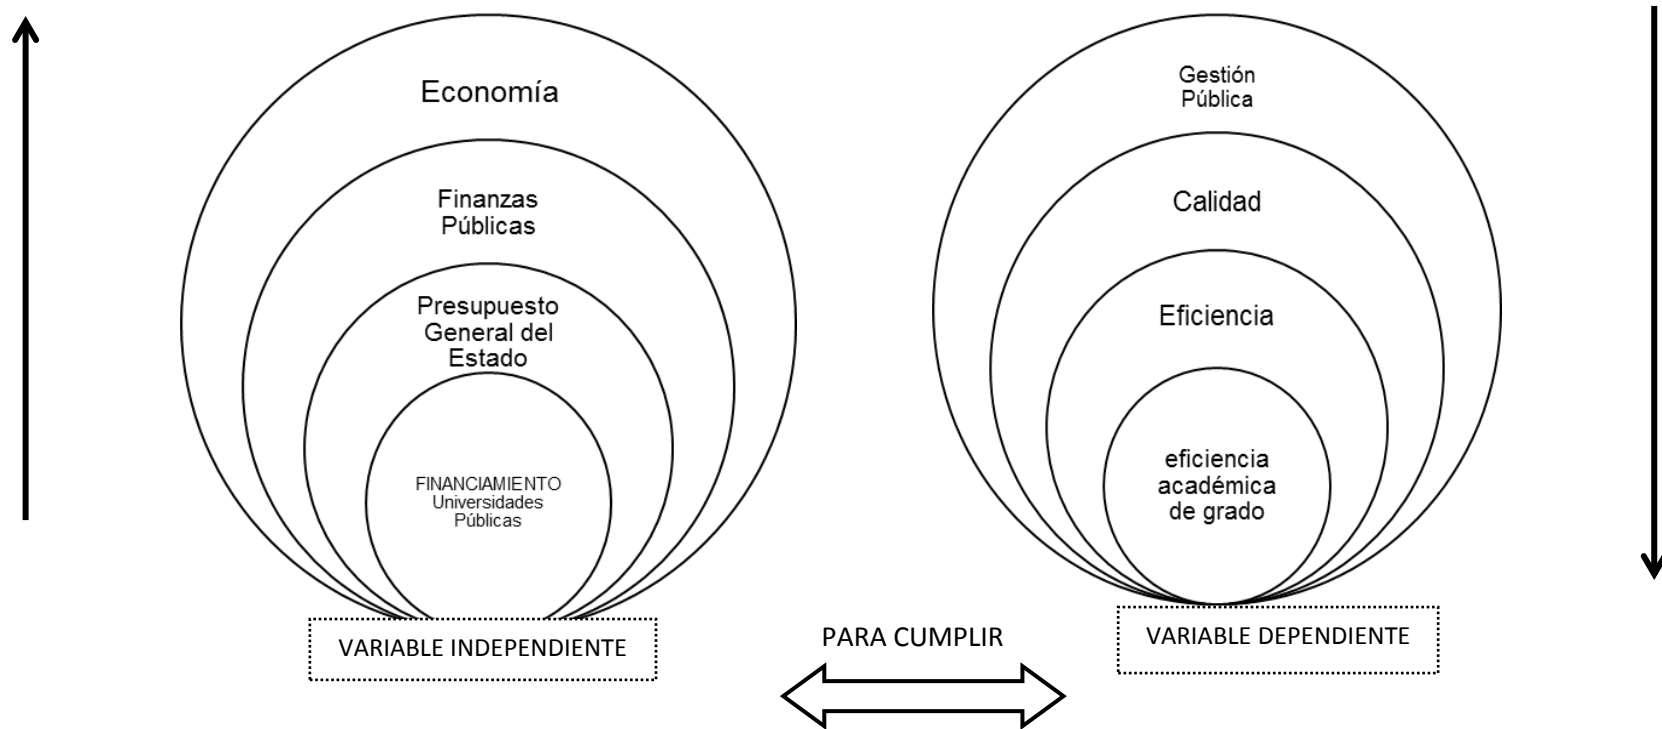 Economía
Finanzas
Públicas
Presupuesto
General del
Estado
FINANCIAMIENTO
Universidades
Públicas
VARIABLE INDEPENDIENTE
PARA CUMPLIR
Gestión
Pública
Calidad
Eficiencia
eficiencia
académica
de grado
VARIABLE DEPENDIENTE